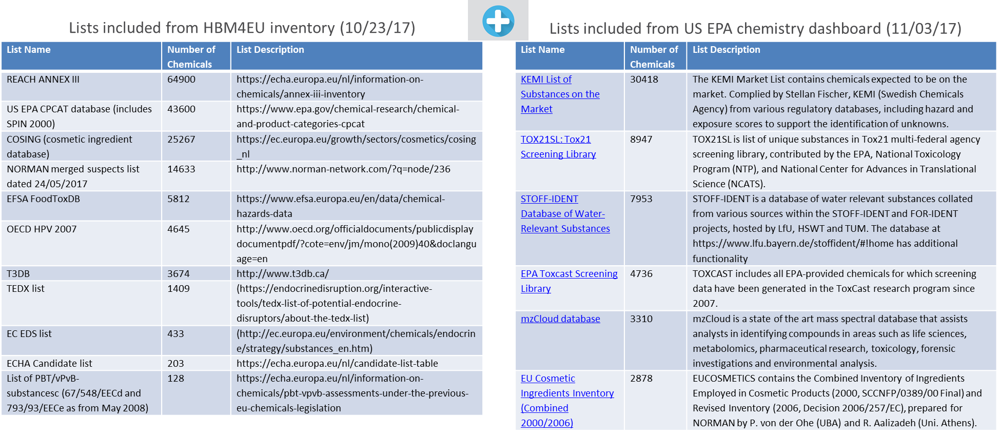 Lists included from HBM4EU inventory (10/23/17)
List Name
Number of
Chemicals
List Description
REACH ANNEX III
64900
https://echa.europa.eu/nl/information-on-
chemicals/annex-iii-inventory
US EPA CPCAT database (includes
SPIN 2000)
43600
https://www.epa.gov/chemical-research/chemical-
and-product-categories-cpcat
COSING (cosmetic ingredient
database)
25267
https://ec.europa.eu/growth/sectors/cosmetics/cosing
_nl
NORMAN merged suspects list
dated 24/05/2017
14633
http://www.norman-network.com/?q=node/236
EFSA FoodToxDB
5812
https://www.efsa.europa.eu/en/data/chemical-
hazards-data
OECD HPV 2007
4645
http://www.oecd.org/officialdocuments/publicdisplay
documentpdf/?cote=env/jm/mono(2009)40&doclangu
age=en
T3DB
3674
http://www.t3db.ca/
TEDX list
1409
(https://endocrinedisruption.org/interactive-
tools/tedx-list-of-potential-endocrine-
disruptors/about-the-tedx-list)
EC EDS list
433
(http://ec.europa.eu/environment/chemicals/endocrin
e/strategy/substances_en.htm)
ECHA Candidate list
203
https://echa.europa.eu/nl/candidate-list-table
List of PBT/vPvB-
substancesc (67/548/EECd and
793/93/EECe as from May 2008)
128
https://echa.europa.eu/nl/information-on-
chemicals/pbt-vpvb-assessments-under-the-previous-
eu-chemicals-legislation
Lists included from US EPA chemistry dashboard (11/03/17)
List Name
Number of
Chemicals
List Description
KEMI List of
Substances on the
Market
30418
The KEMI Market List contains chemicals expected to be on the
market. Complied by Stellan Fischer, KEMI (Swedish Chemicals
Agency) from various regulatory databases, including hazard and
exposure scores to support the identification of unknowns.
TOX21SL: Tox21
Screening Library
8947
TOX21SL is list of unique substances in Tox21 multi-federal agency
screening library, contributed by the EPA, National Toxicology
Program (NTP), and National Center for Advances in Translational
Science (NCATS).
STOFF-IDENT
Database of Water-
Relevant Substances
7953
STOFF-IDENT is a database of water relevant substances collated
from various sources within the STOFF-IDENT and FOR-IDENT
projects, hosted by LfU, HSWT and TUM. The database at
https://www.lfu.bayern.de/stoffident/#!home has additional
functionality
EPA Toxcast Screening
Library
4736
TOXCAST includes all EPA-provided chemicals for which screening
data have been generated in the ToxCast research program since
2007.
mzCloud database
3310
mzCloud is a state of the art mass spectral database that assists
analysts in identifying compounds in areas such as life sciences,
metabolomics, pharmaceutical research, toxicology, forensic
investigations and environmental analysis.
EU Cosmetic
Ingredients Inventory
(Combined
2000/2006)
2878
EUCOSMETICS contains the Combined Inventory of Ingredients
Employed in Cosmetic Products (2000, SCCNFP/0389/00 Final) and
Revised Inventory (2006, Decision 2006/257/EC), prepared for
NORMAN by P. von der Ohe (UBA) and R. Aalizadeh (Uni. Athens).